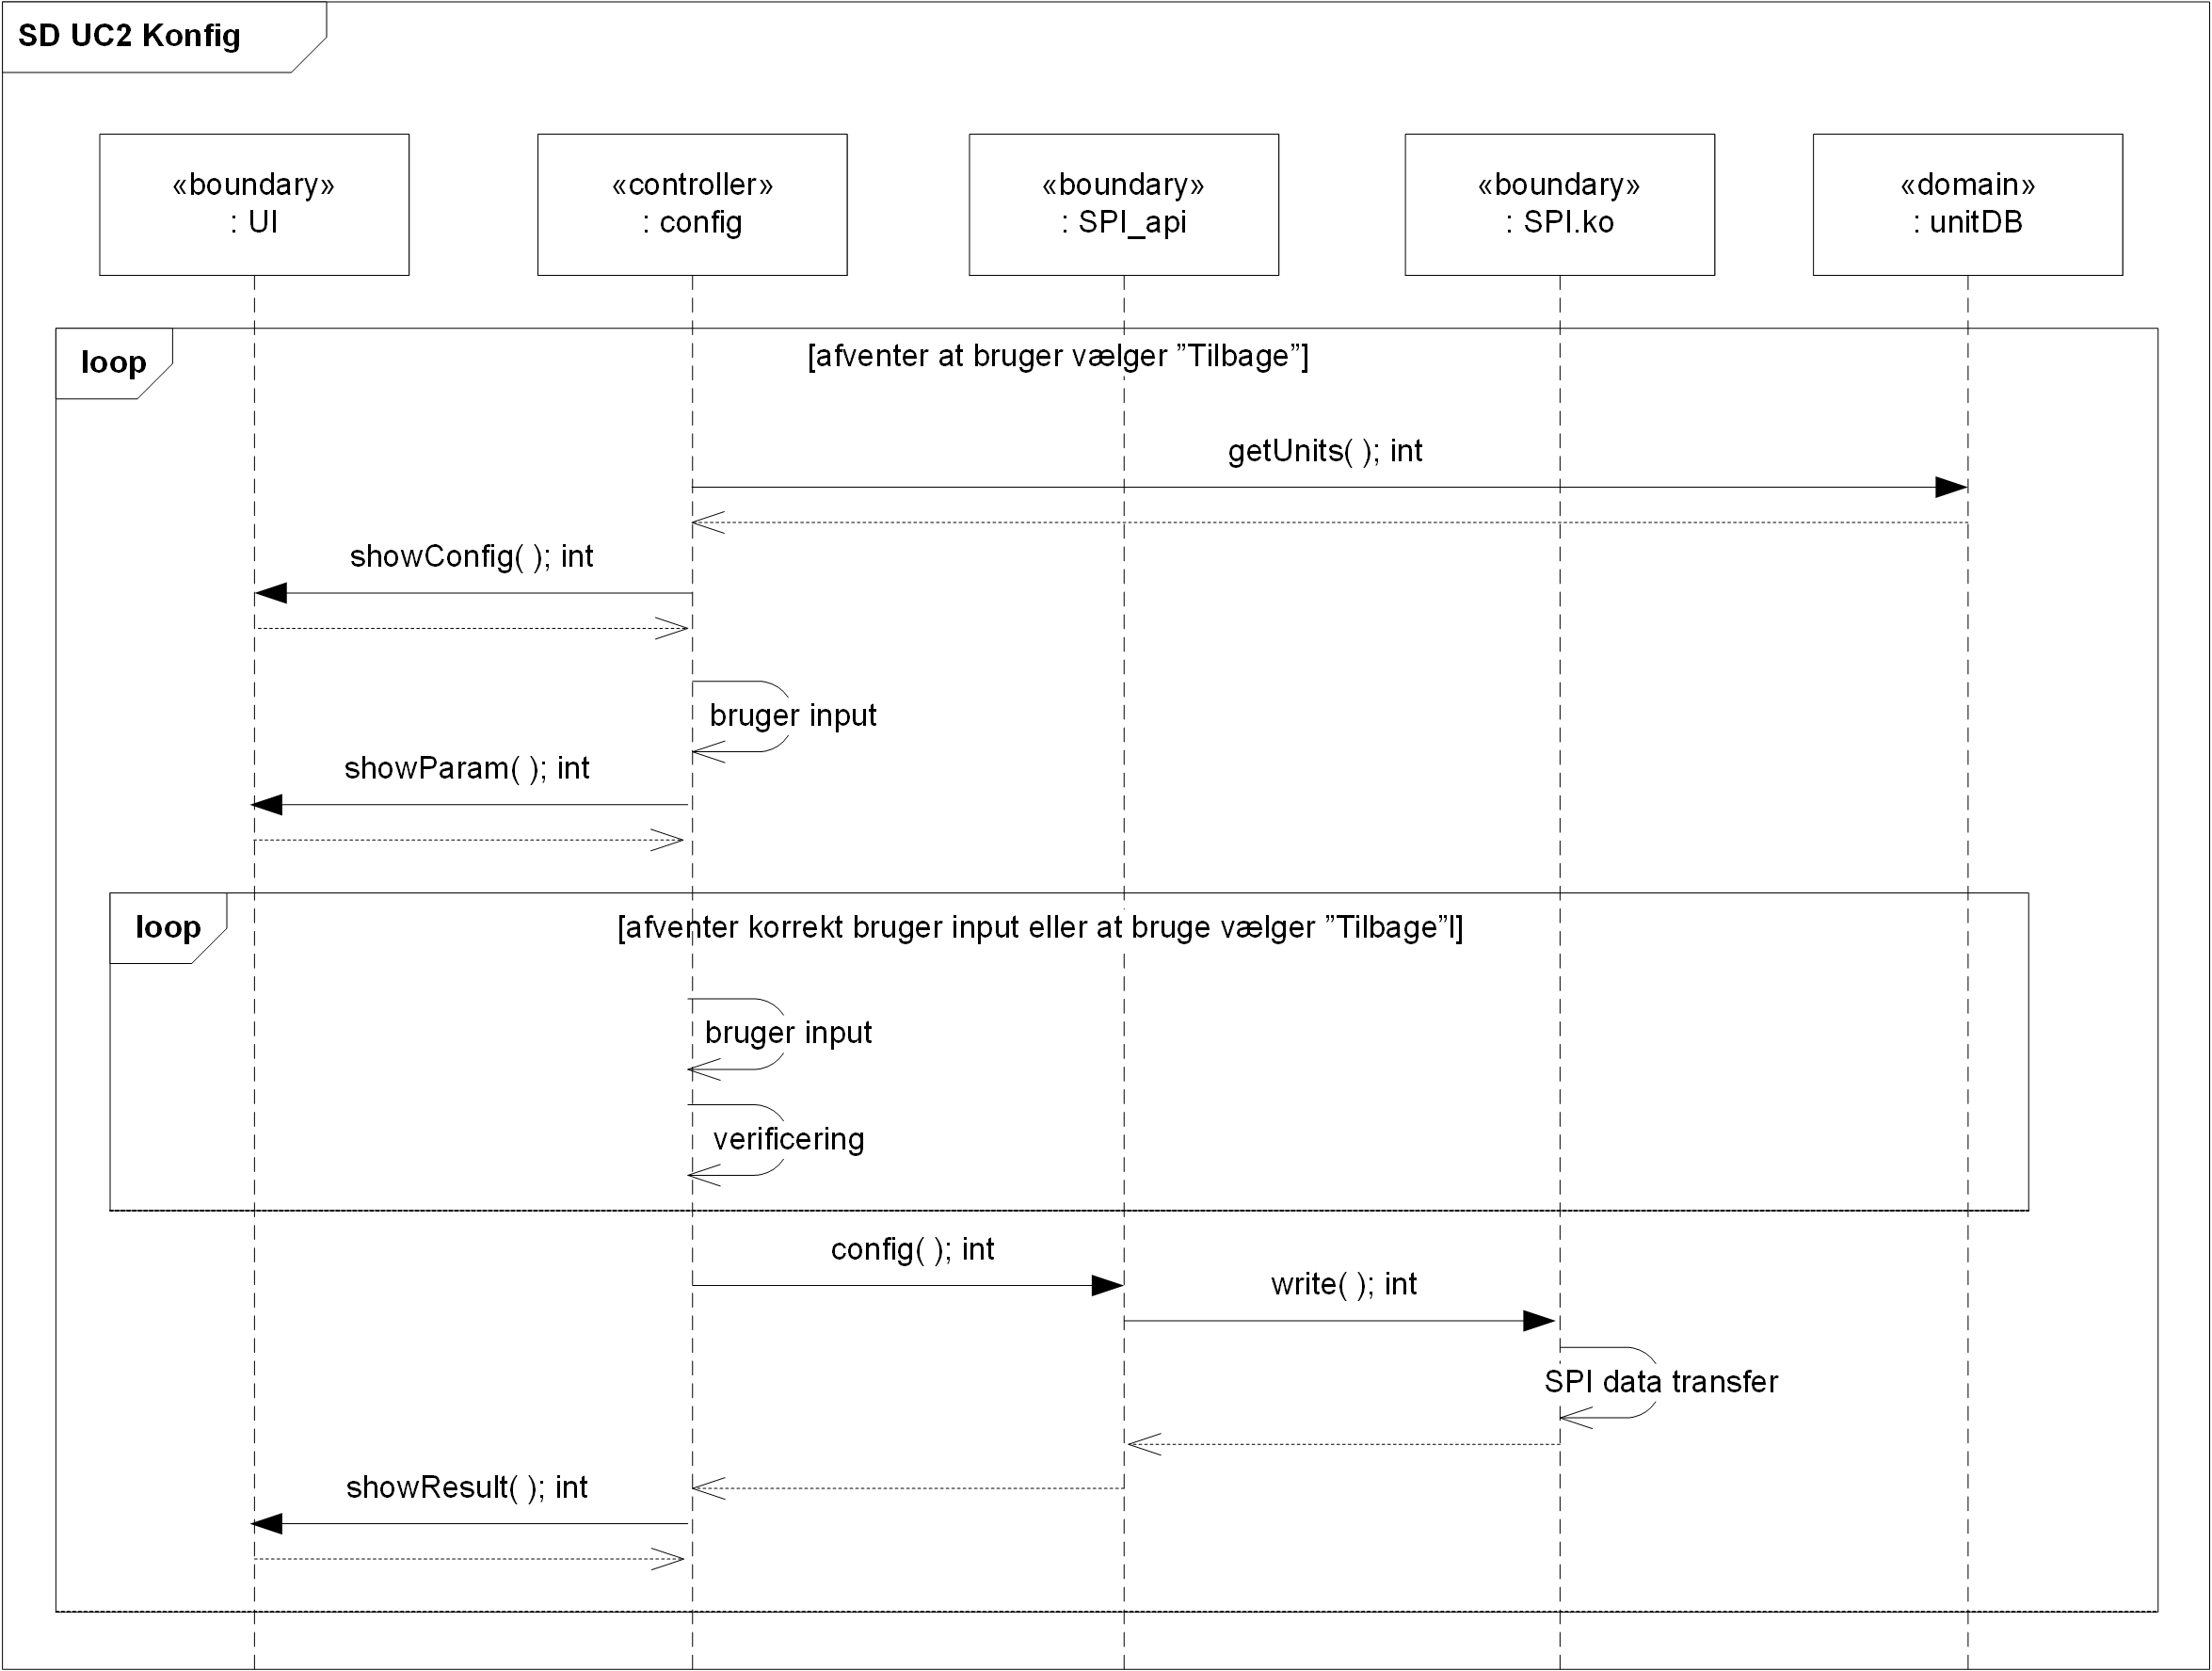 SD UC2 Konfig
«boundary»
: UI
«controller»
: config
«boundary»
: SPI_api
«boundary»
: SPI.ko
«domain»
: unitDB
loop
[afventer at bruger vælger ”Tilbage”]
getUnits( ); int
showConfig( ); int
bruger input
showParam( ); int
loop
[afventer korrekt bruger input eller at bruge vælger ”Tilbage”l]
bruger input
verificering
config( ); int
write( ); int
SPI data transfer
showResult( ); int